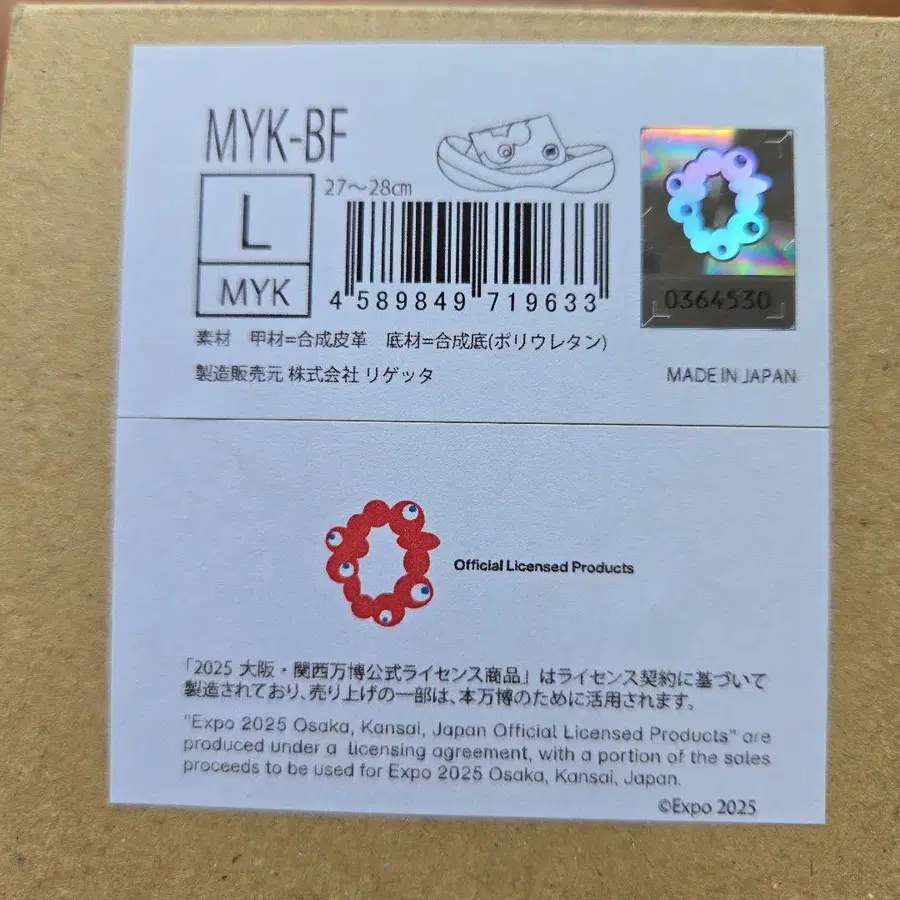 MYK-BF
L
MYK
27～28㎝
4 589849 719633
0364530
素材　甲材=合成皮革　底材=合成底(ポリウレタン)
製造販売元 株式会社 リゲッタ
MADE IN JAPAN
Official Licensed Products
「2025 大阪・関西万博公式ライセンス商品」はライセンス契約に基づいて
製造されており、売り上げの一部は、本万博のために活用されます。
"Expo 2025 Osaka, Kansai, Japan Official Licensed Products" are
produced under a licensing agreement, with a portion of the sales
proceeds to be used for Expo 2025 Osaka, Kansai, Japan.
©Expo 2025